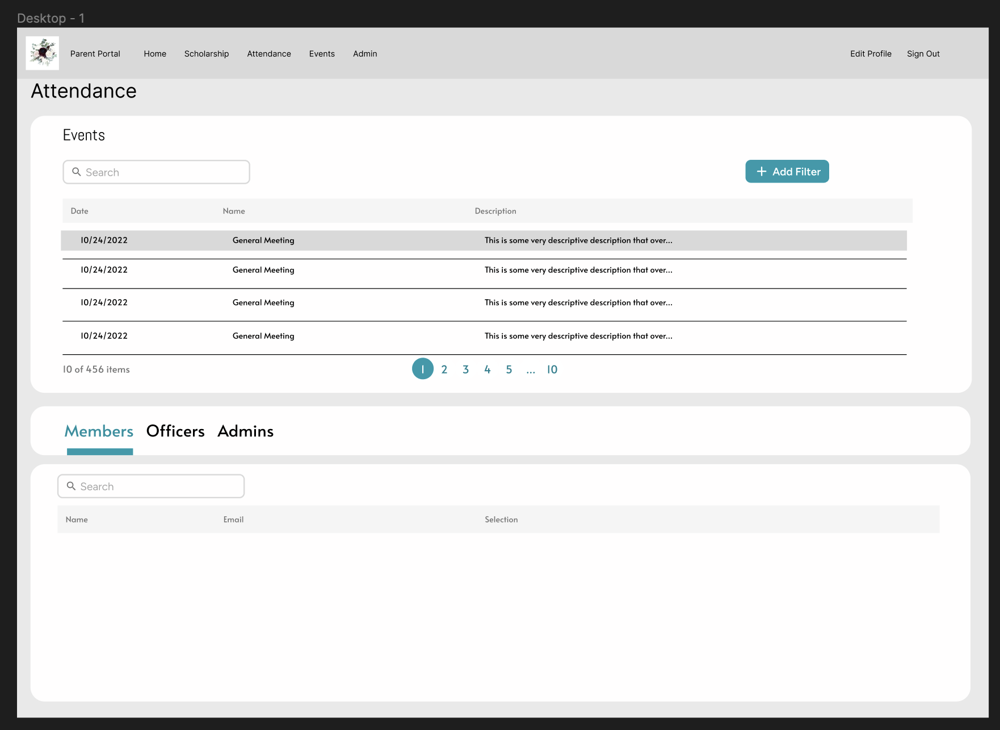 Desktop - 1
Parent Portal Home Scholarship Attendance Events Admin Edit Profile Sign Out
Attendance
Events
Search + Add Filter
Date Name Description
10/24/2022 General Meeting This is some very descriptive description that over...
10/24/2022 General Meeting This is some very descriptive description that over...
10/24/2022 General Meeting This is some very descriptive description that over...
10/24/2022 General Meeting This is some very descriptive description that over...
10 of 456 items 1 2 3 4 5 ... 10
Members Officers Admins
Search
Name Email Selection